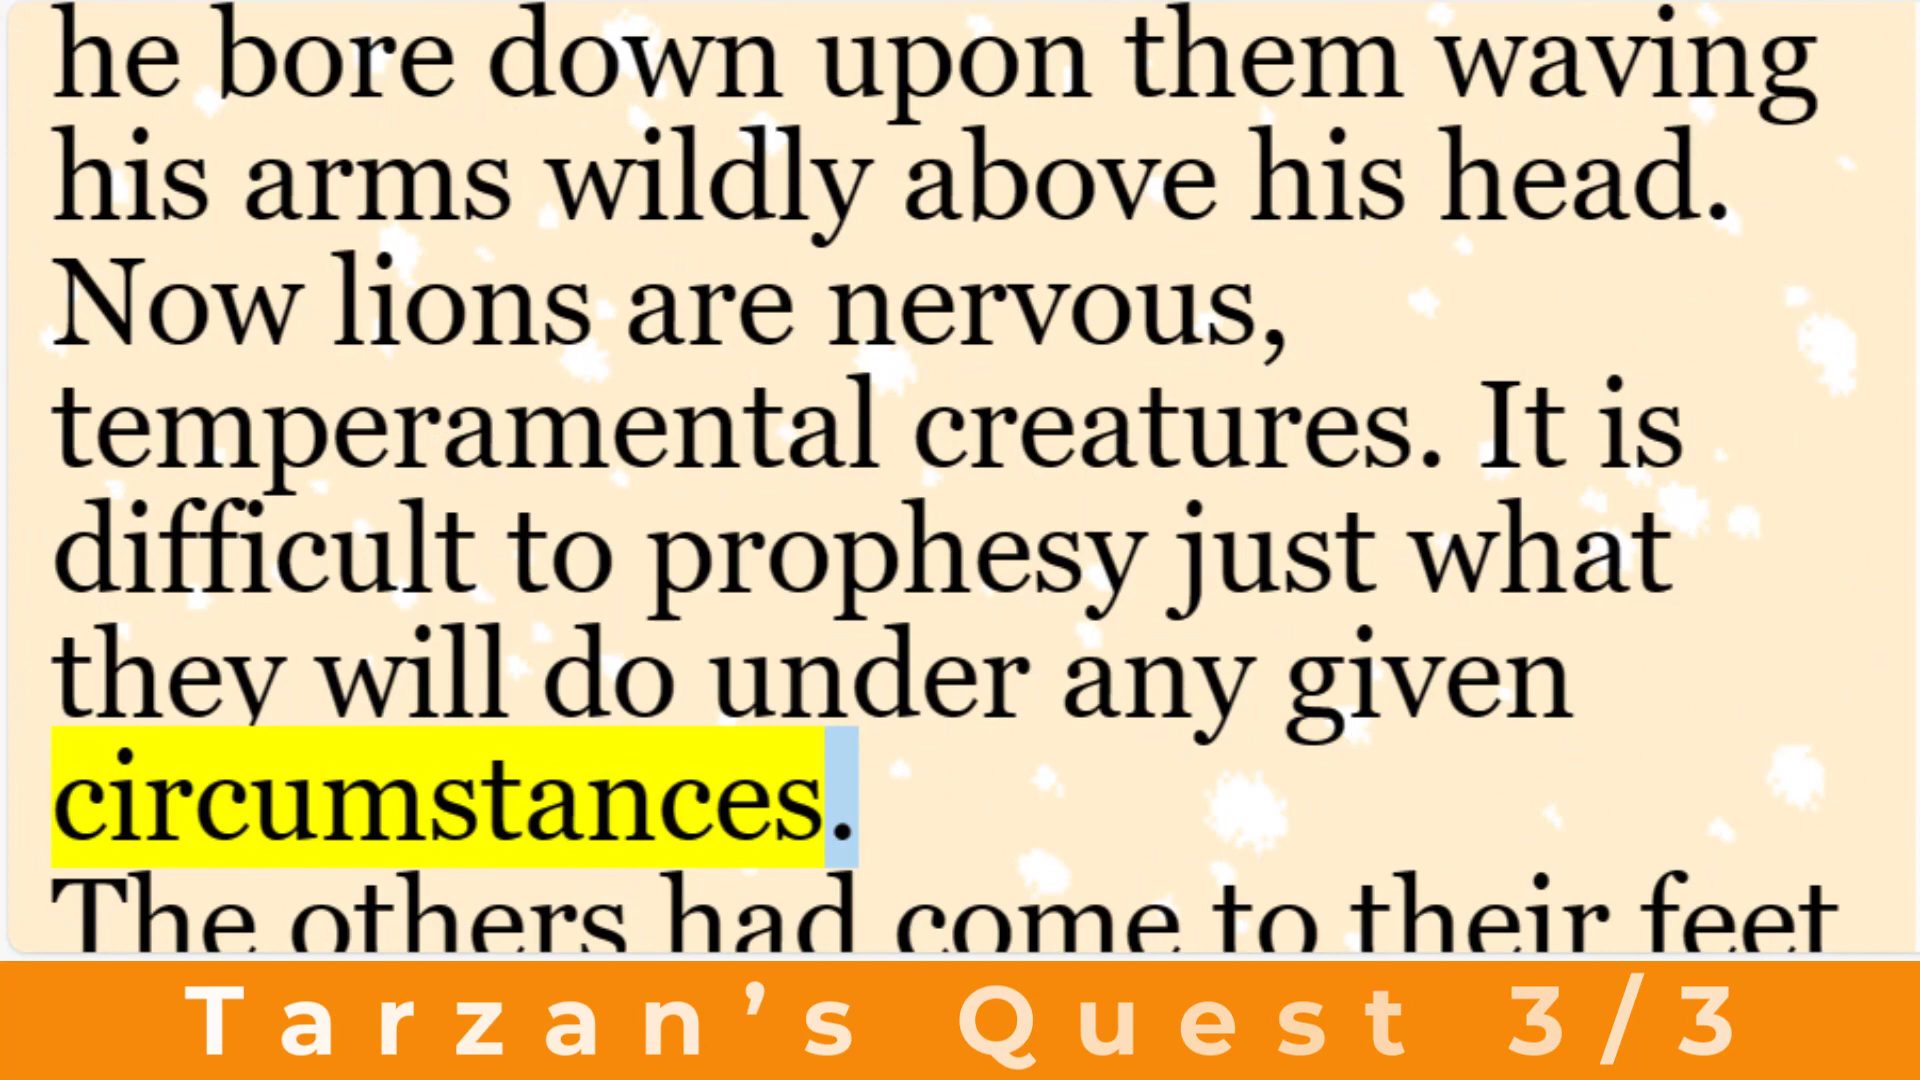 he bore down upon them waving
his arms wildly above his head.
Now lions are nervous,
temperamental creatures. It is
difficult to prophesy just what
they will do under any given
circumstances.
The others had come to their feet
Tarzan’s Quest 3/3